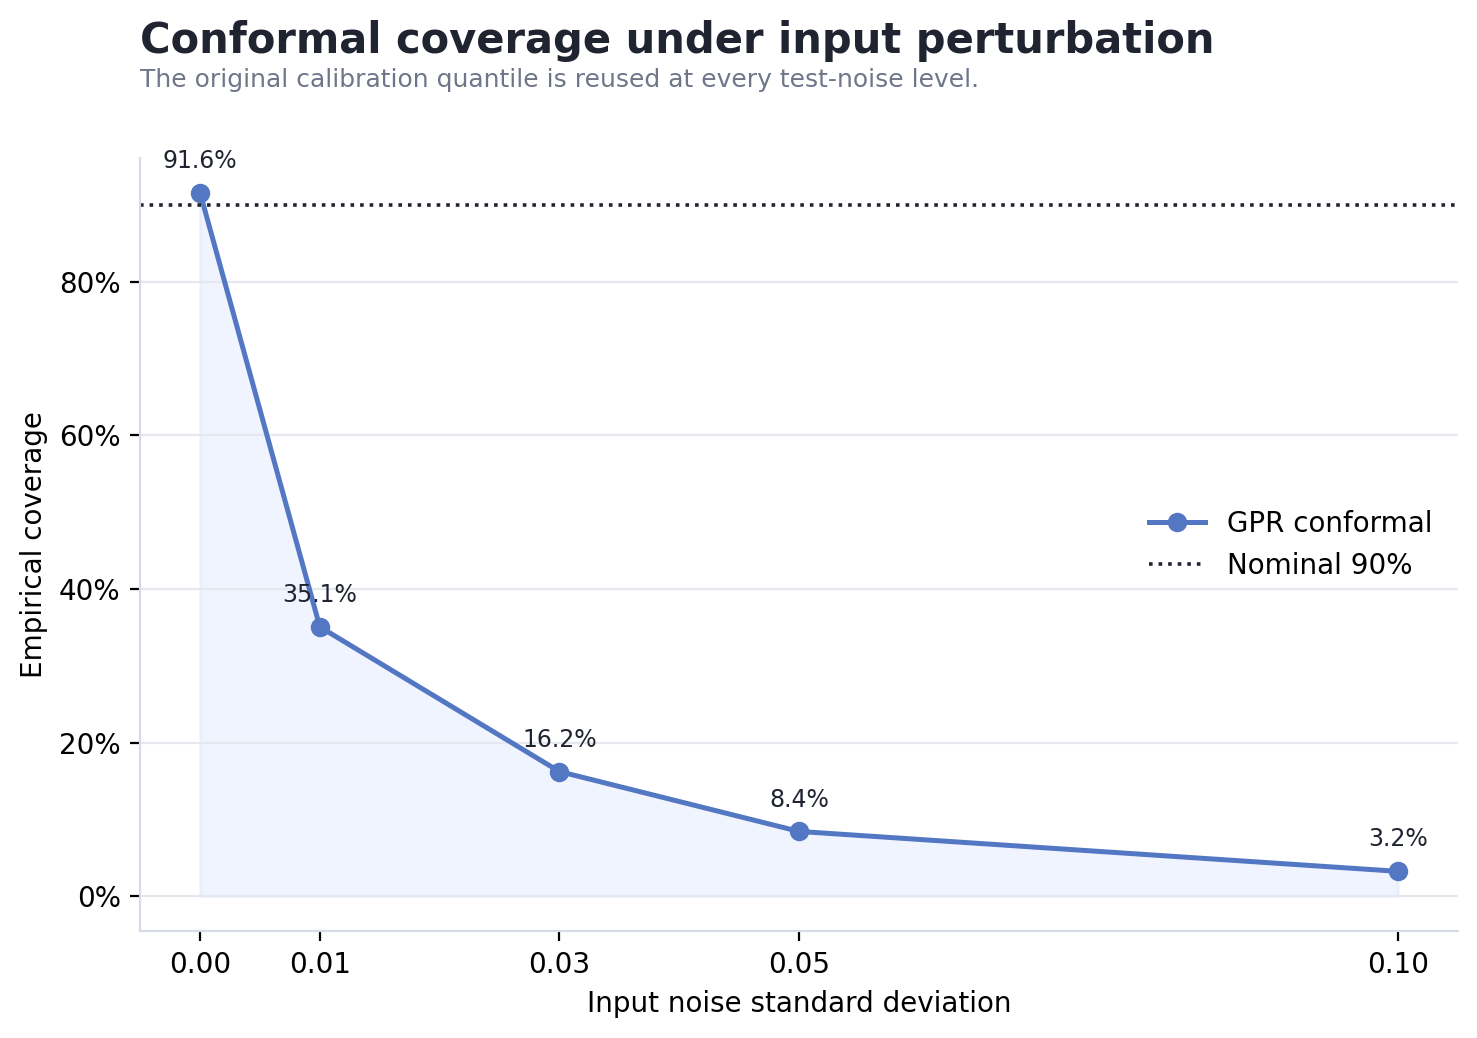 Conformal coverage under input perturbation
The original calibration quantile is reused at every test-noise level.
91.6%
80%
60%
Empirical coverage
GPR conformal
Nominal 90%
40%
35.1%
20%
16.2%
8.4%
3.2%
0%
0.00 0.01 0.03 0.05 0.10
Input noise standard deviation